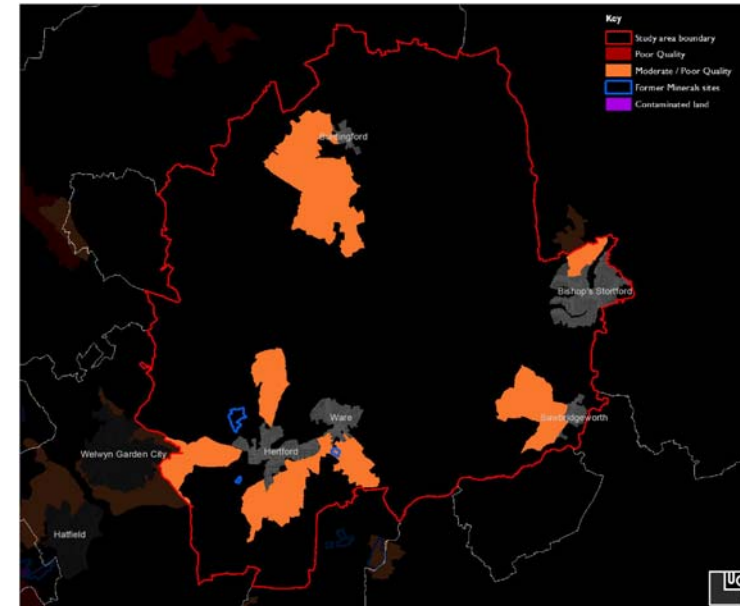 Key
Study area boundary
Poor Quality
Moderate / Poor Quality
Former Minerals sites
Contaminated land
Buntingford
Bishop's Stortford
Sawbridgeworth
Ware
Hertford
Welwyn Garden City
Hatfield